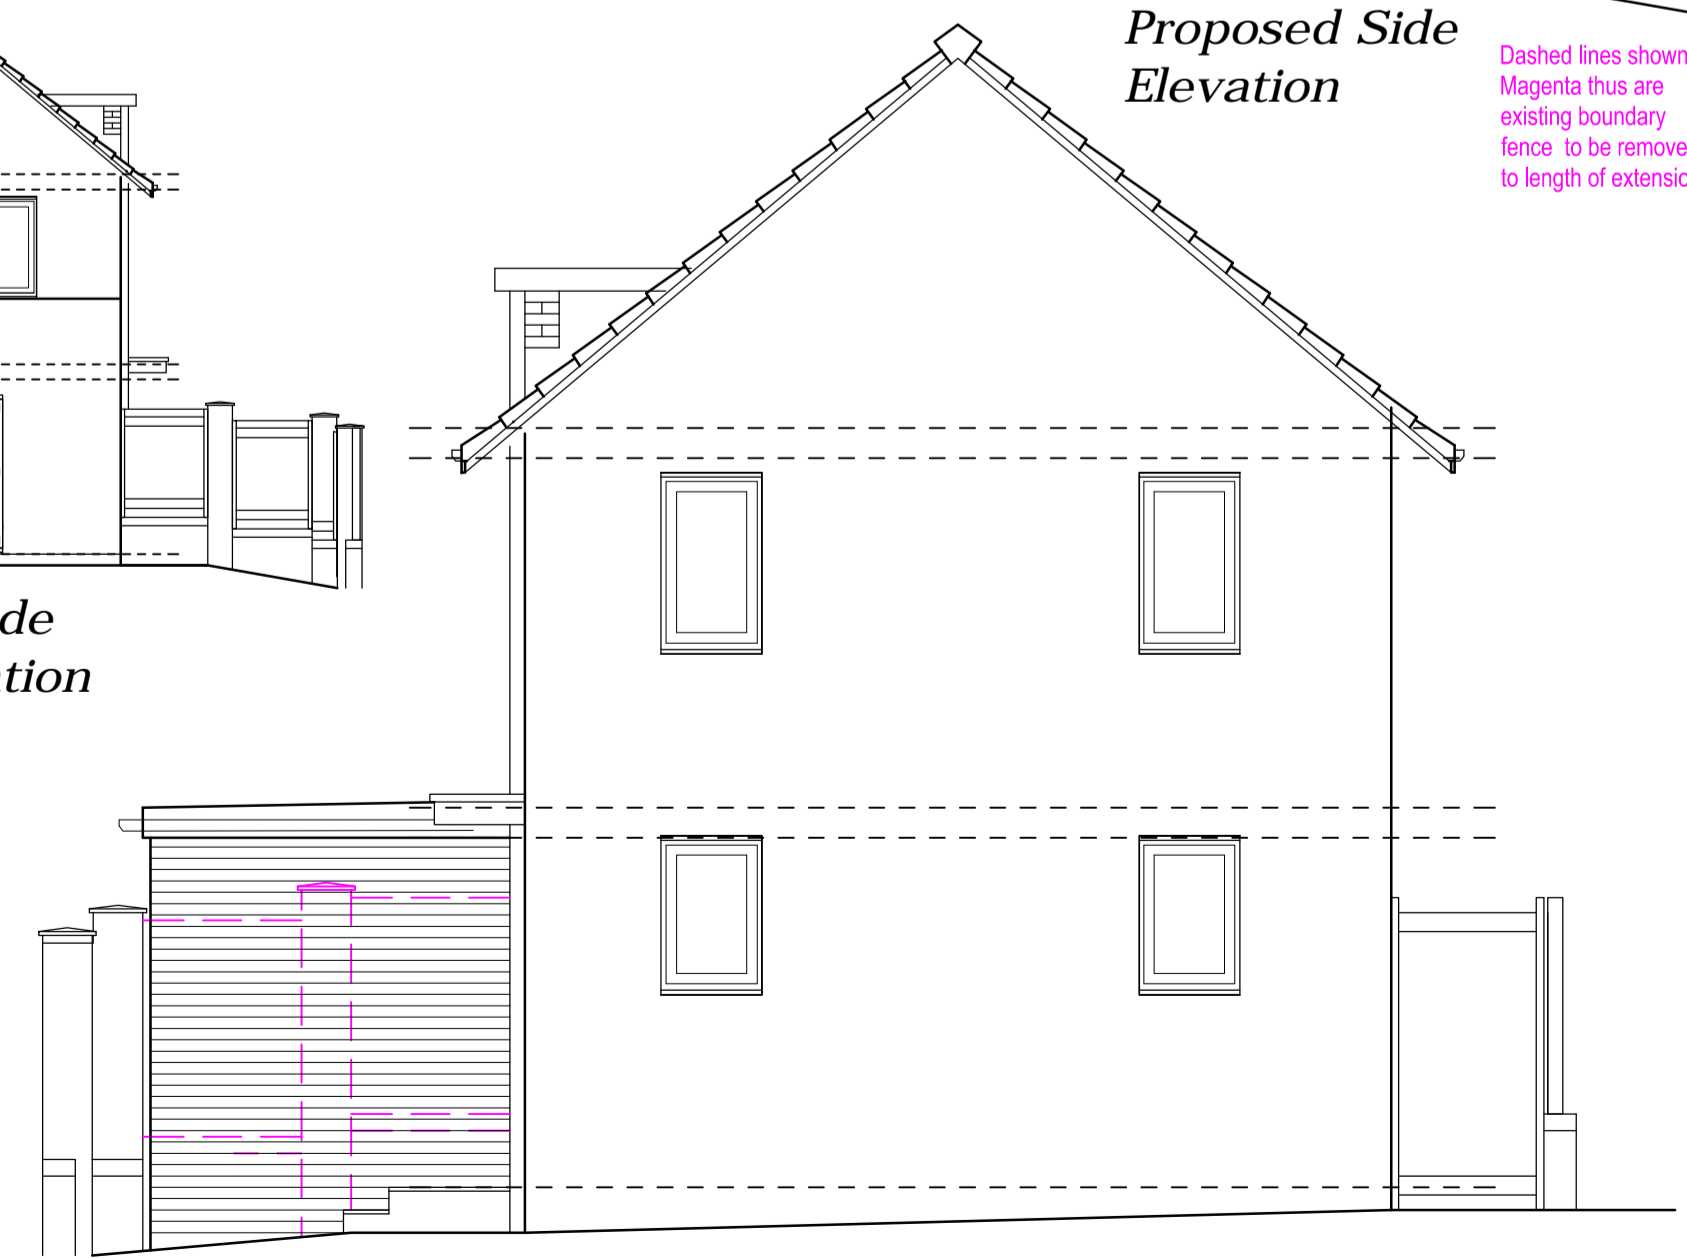 Proposed Side
Elevation
Dashed lines shown
Magenta thus are
existing boundary
fence to be remove
to length of extensio
de
tion